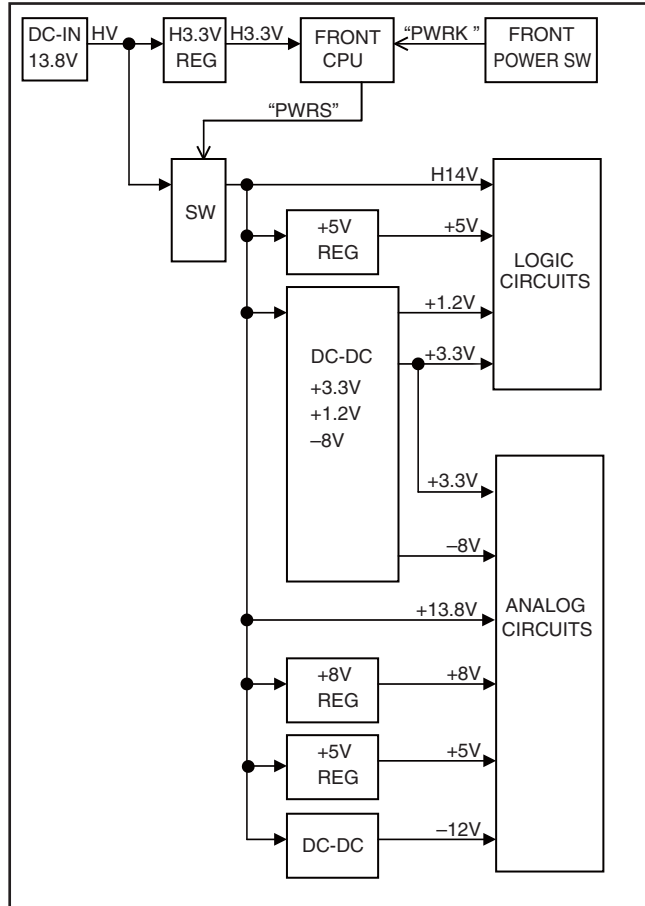 DC-IN
13.8V
HV
H3.3V
REG
H3.3V
FRONT
CPU
“PWRK ”
FRONT
POWER SW
“PWRS”
SW
H14V
+5V
REG
+5V
LOGIC
CIRCUITS
DC-DC
+3.3V
+1.2V
–8V
+1.2V
+3.3V
+3.3V
–8V
+13.8V
ANALOG
CIRCUITS
+8V
REG
+8V
+5V
REG
+5V
DC-DC
–12V